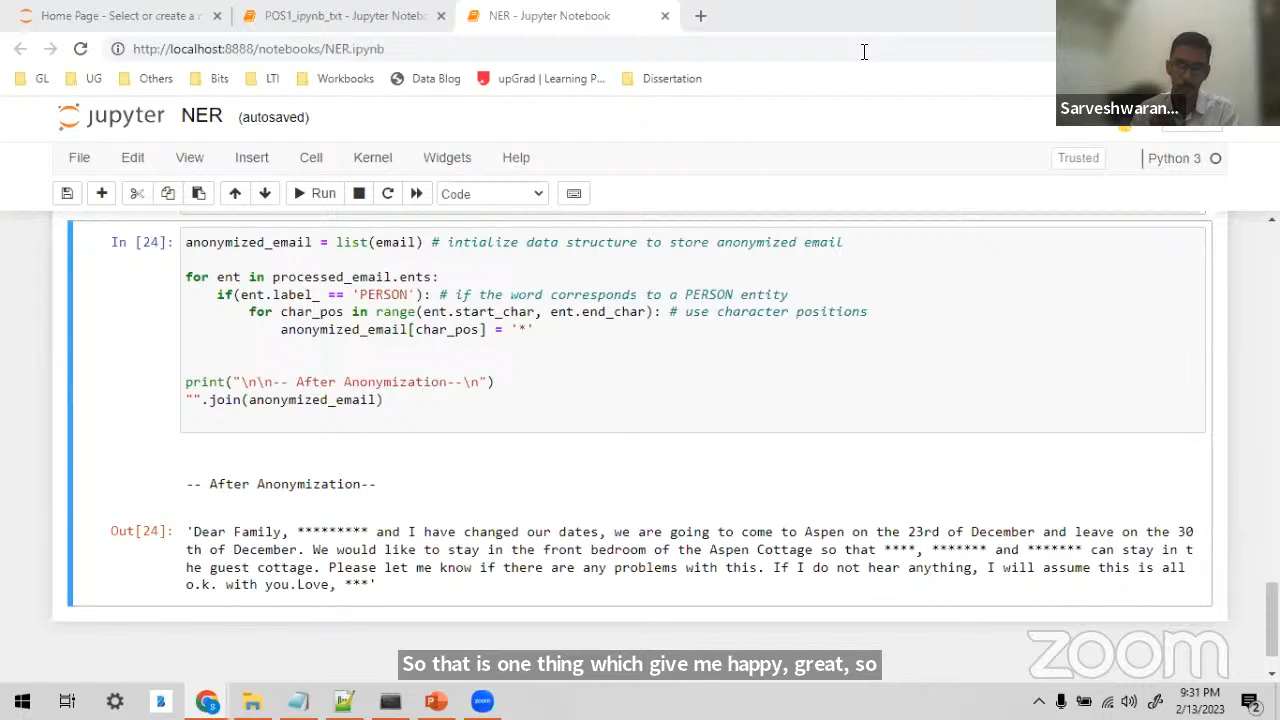 Home Page - Select or create a r
POS1_ipynb_txt - Jupyter Noteb
NER - Jupyter Notebook
http://localhost:8888/notebooks/NER.ipynb
GL
UG
Others
Bits
LTI
Workbooks
Data Blog
upGrad | Learning P...
Dissertation
Sarveshwaran...
jupyter NER (autosaved)
File Edit View Insert Cell Kernel Widgets Help
Trusted
Python 3
Run
Code
In [24]: anonymized_email = list(email) # intialize data structure to store anonymized email
for ent in processed_email.ents:
if(ent.label_ == 'PERSON'): # if the word corresponds to a PERSON entity
for char_pos in range(ent.start_char, ent.end_char): # use character positions
anonymized_email[char_pos] = '*'
print("\n\n-- After Anonymization--\n")
"".join(anonymized_email)
-- After Anonymization--
Out[24]: 'Dear Family, ********* and I have changed our dates, we are going to come to Aspen on the 23rd of December and leave on the 30
th of December. We would like to stay in the front bedroom of the Aspen Cottage so that ****, ******* and ******* can stay in t
he guest cottage. Please let me know if there are any problems with this. If I do not hear anything, I will assume this is all
o.k. with you.Love, ***'
zoom
So that is one thing which give me happy, great, so
B
zoom
9:31 PM
2/13/2023
2